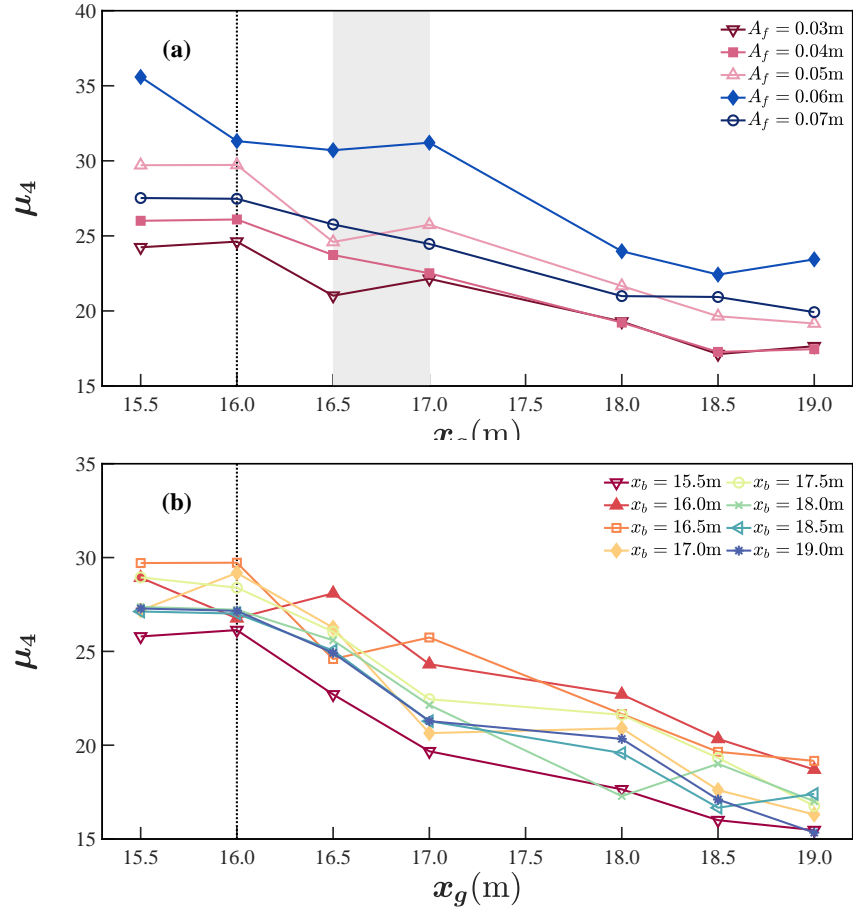 40
(a)
A_f = 0.03m
A_f = 0.04m
A_f = 0.05m
A_f = 0.06m
A_f = 0.07m
35
30
μ₄
25
20
15
15.5 16.0 16.5 17.0 17.5 18.0 18.5 19.0
x_g(m)
35
(b)
x_b = 15.5m x_b = 17.5m
x_b = 16.0m x_b = 18.0m
x_b = 16.5m x_b = 18.5m
x_b = 17.0m x_b = 19.0m
30
25
μ₄
20
15
15.5 16.0 16.5 17.0 17.5 18.0 18.5 19.0
x_g(m)